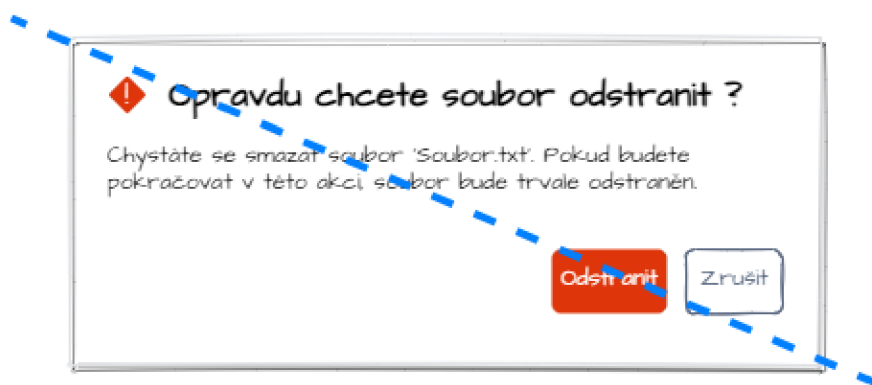 Opravdu chcete soubor odstranit ?
Chystáte se smazat soubor 'Soubor.txt'. Pokud budete
pokračovat v této akci, soubor bude trvale odstraněn.
Odstranit
Zrušit